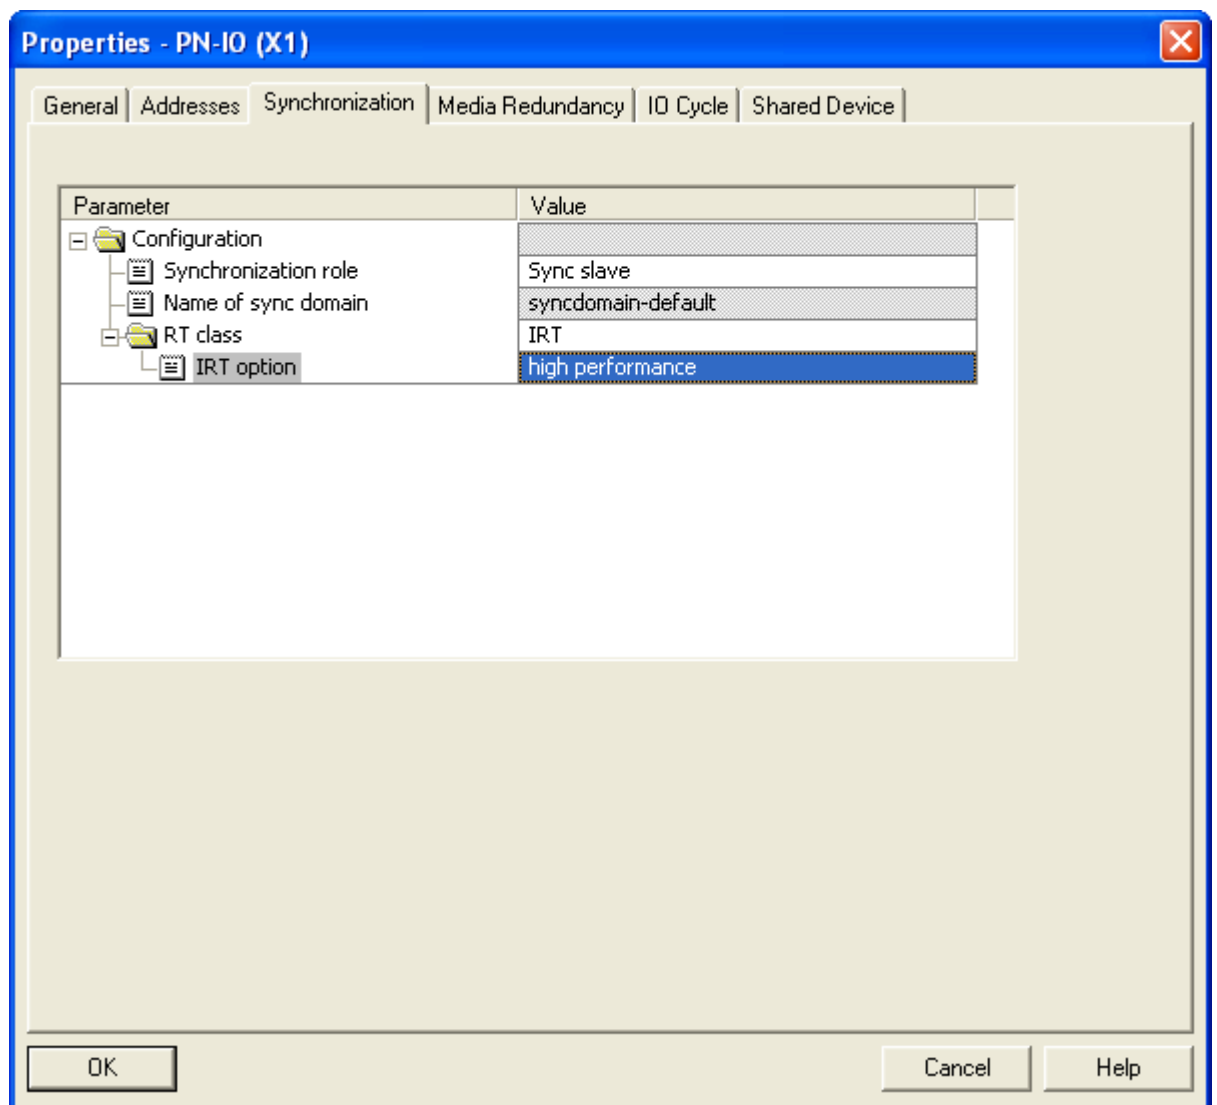 Properties - PN-IO (X1)
General Addresses Synchronization Media Redundancy IO Cycle Shared Device
Parameter Value
Configuration
Synchronization role Sync slave
Name of sync domain syncdomain-default
RT class IRT
IRT option high performance
OK Cancel Help